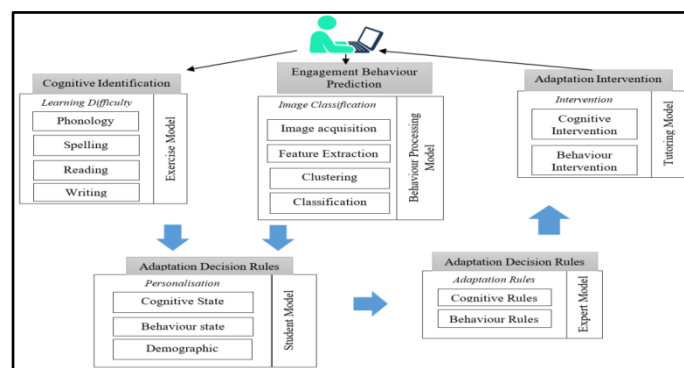 Cognitive Identification
Learning Difficulty
Phonology
Spelling
Reading
Writing
Exercise Model
Engagement Behaviour
Prediction
Image Classification
Image acquisition
Feature Extraction
Clustering
Classification
Behaviour Processing
Model
Adaptation Intervention
Intervention
Cognitive
Intervention
Behaviour
Intervention
Tutoring Model
Adaptation Decision Rules
Personalisation
Cognitive State
Behaviour state
Demographic
Student Model
Adaptation Decision Rules
Adaptation Rules
Cognitive Rules
Behaviour Rules
Expert Model